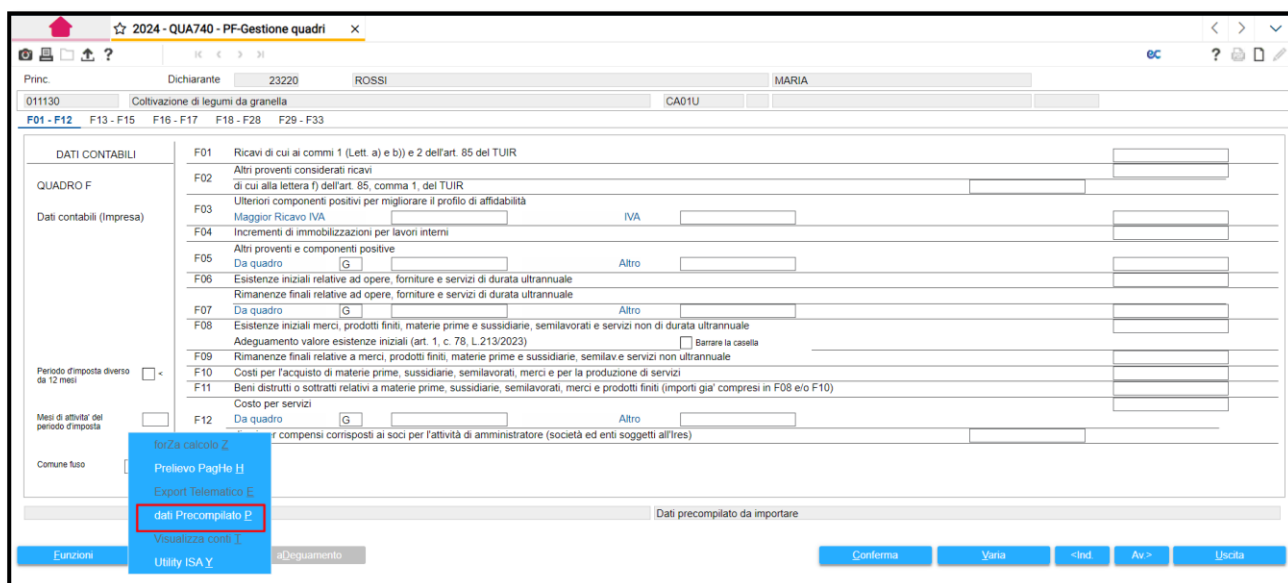 2024 - QUA740 - PF-Gestione quadri ×
?
ec ?
Princ. Dichiarante 23220 ROSSI MARIA
011130 Coltivazione di legumi da granella CA01U
F01 - F12 F13 - F15 F16 - F17 F18 - F28 F29 - F33
DATI CONTABILI
QUADRO F
Dati contabili (Impresa)
F01 Ricavi di cui ai commi 1 (Lett. a) e b)) e 2 dell'art. 85 del TUIR
Altri proventi considerati ricavi
F02
di cui alla lettera f) dell'art. 85, comma 1, del TUIR
Ulteriori componenti positivi per migliorare il profilo di affidabilità
F03
Maggior Ricavo IVA IVA
F04 Incrementi di immobilizzazioni per lavori interni
Altri proventi e componenti positive
F05
Da quadro G Altro
F06 Esistenze iniziali relative ad opere, forniture e servizi di durata ultrannuale
Rimanenze finali relative ad opere, forniture e servizi di durata ultrannuale
F07 Da quadro G Altro
F08 Esistenze iniziali merci, prodotti finiti, materie prime e sussidiarie, semilavorati e servizi non di durata ultrannuale
Adeguamento valore esistenze iniziali (art. 1, c. 78, L.213/2023) Barrare la casella
F09 Rimanenze finali relative a merci, prodotti finiti, materie prime e sussidiarie, semilav.e servizi non ultrannuale
F10 Costi per l'acquisto di materie prime, sussidiarie, semilavorati, merci e per la produzione di servizi
F11 Beni distrutti o sottratti relativi a materie prime, sussidiarie, semilavorati, merci e prodotti finiti (importi gia' compresi in F08 e/o F10)
Costo per servizi
F12 Da quadro G Altro
per compensi corrisposti ai soci per l'attività di amministratore (società ed enti soggetti all'Ires)
Periodo d'imposta diverso da 12 mesi <
Mesi di attivita' del periodo d'imposta
Comune fuso
forZa calcolo Z
Prelievo PagHe H
Export Telematico E
dati Precompilato P
Visualizza conti T
Utility ISA Y
Dati precompilato da importare
Funzioni aDeguamento Conferma Varia <Ind. Av.> Uscita